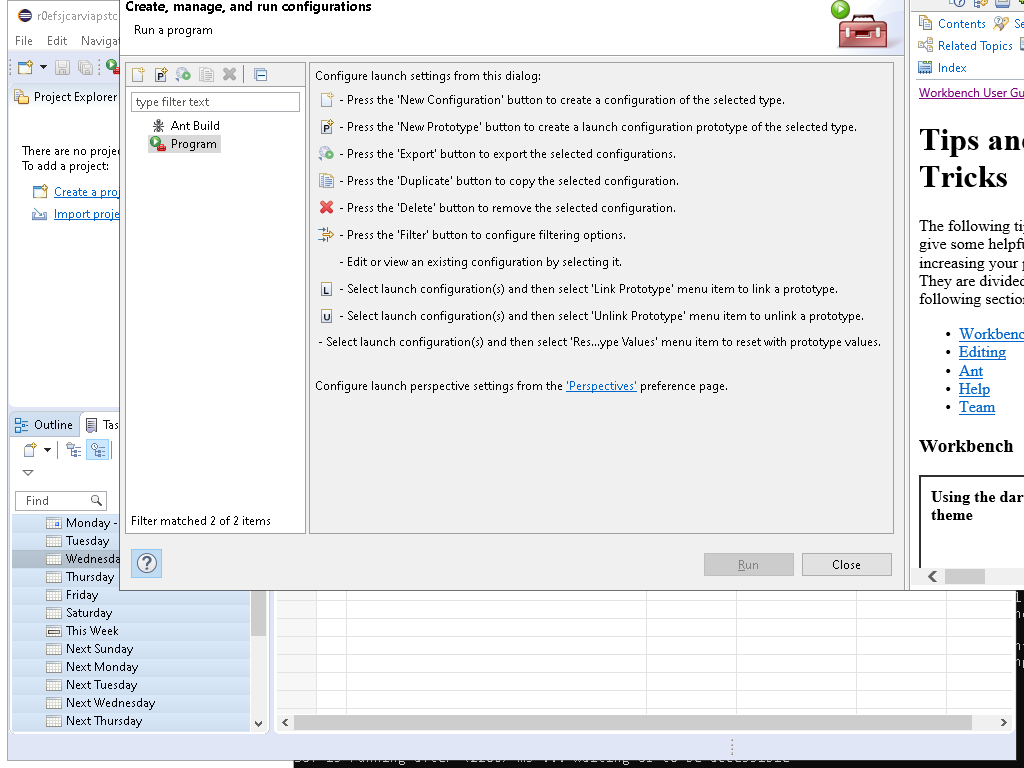 Create, manage, and run configurations
Run a program
r0efsjcarviapstc
File Edit Naviga
Project Explorer
There are no projec
To add a project:
Create a proj
Import proje
type filter text
Ant Build
Program
Filter matched 2 of 2 items
Configure launch settings from this dialog:
- Press the 'New Configuration' button to create a configuration of the selected type.
- Press the 'New Prototype' button to create a launch configuration prototype of the selected type.
- Press the 'Export' button to export the selected configurations.
- Press the 'Duplicate' button to copy the selected configuration.
- Press the 'Delete' button to remove the selected configuration.
- Press the 'Filter' button to configure filtering options.
- Edit or view an existing configuration by selecting it.
L - Select launch configuration(s) and then select 'Link Prototype' menu item to link a prototype.
U - Select launch configuration(s) and then select 'Unlink Prototype' menu item to unlink a prototype.
- Select launch configuration(s) and then select 'Res...ype Values' menu item to reset with prototype values.
Configure launch perspective settings from the 'Perspectives' preference page.
Run Close
Contents Se
Related Topics
Index
Workbench User Gu
Tips an
Tricks
The following ti
give some helpfu
increasing your p
They are divided
following section
Workbenc
Editing
Ant
Help
Team
Workbench
Using the dar
theme
Outline Tas
Find
Monday -
Tuesday
Wednesda
Thursday
Friday
Saturday
This Week
Next Sunday
Next Monday
Next Tuesday
Next Wednesday
Next Thursday